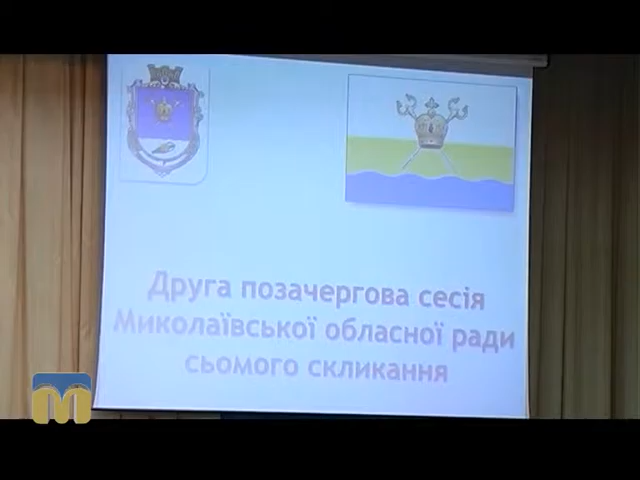 Друга позачергова сесія
Миколаївської обласної ради
сьомого скликання
М